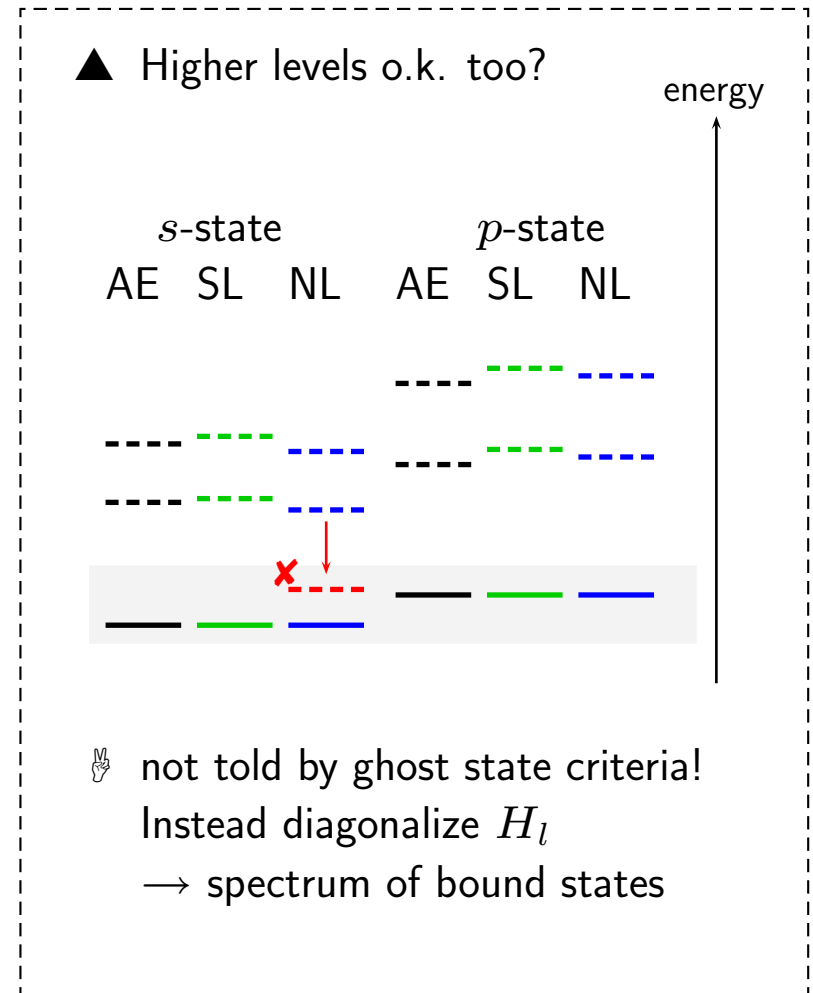 ▲ Higher levels o.k. too?
energy
s-state p-state
AE SL NL AE SL NL
✘
✌ not told by ghost state criteria!
Instead diagonalize H_l
⟶ spectrum of bound states